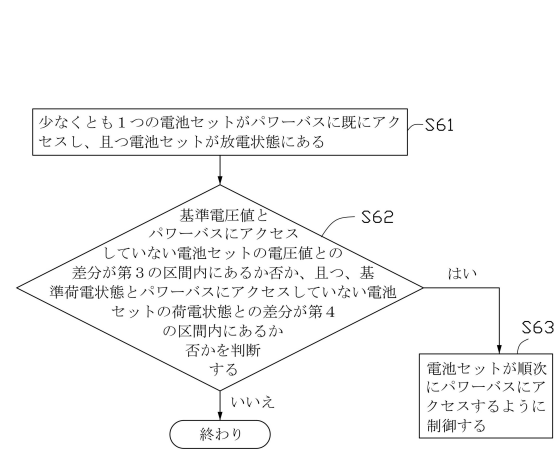 少なくとも１つの電池セットがパワーバスに既にアク
セスし、且つ電池セットが放電状態にある
S61
基準電圧値と
パワーバスにアクセス
していない電池セットの電圧値との
差分が第３の区間内にあるか否か、且つ、基
準荷電状態とパワーバスにアクセスしていない電池
セットの荷電状態との差分が第４
の区間内にあるか
否かを判断
する
S62
はい
S63
電池セットが順次
にパワーバスにア
クセスするように
制御する
いいえ
終わり